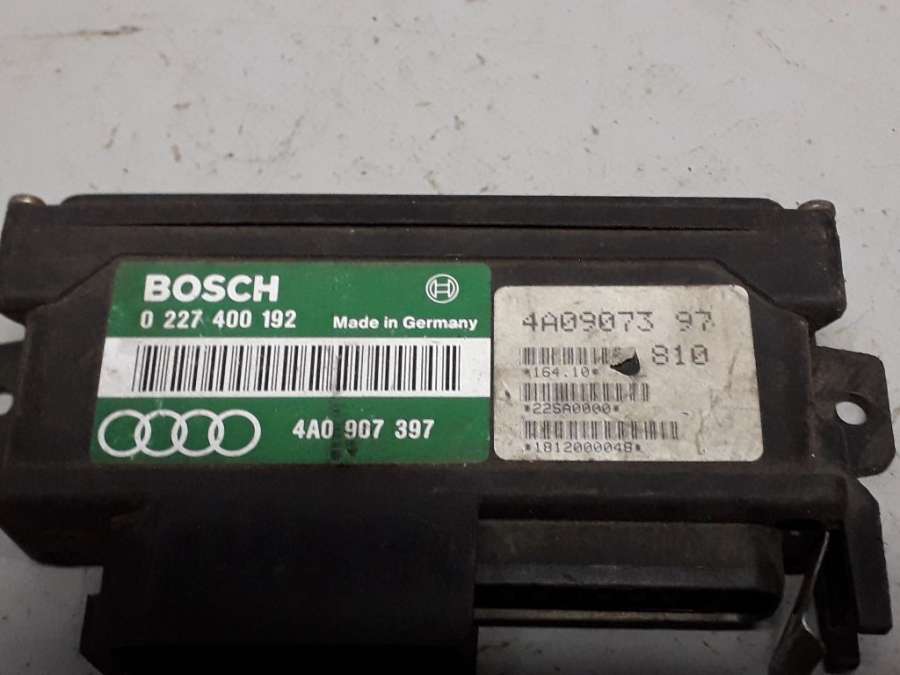 BOSCH
0 227 400 192
Made in Germany
4A0 907 397
4A09073 97
810
*164.10*
*22SA0000*
*1812000048*